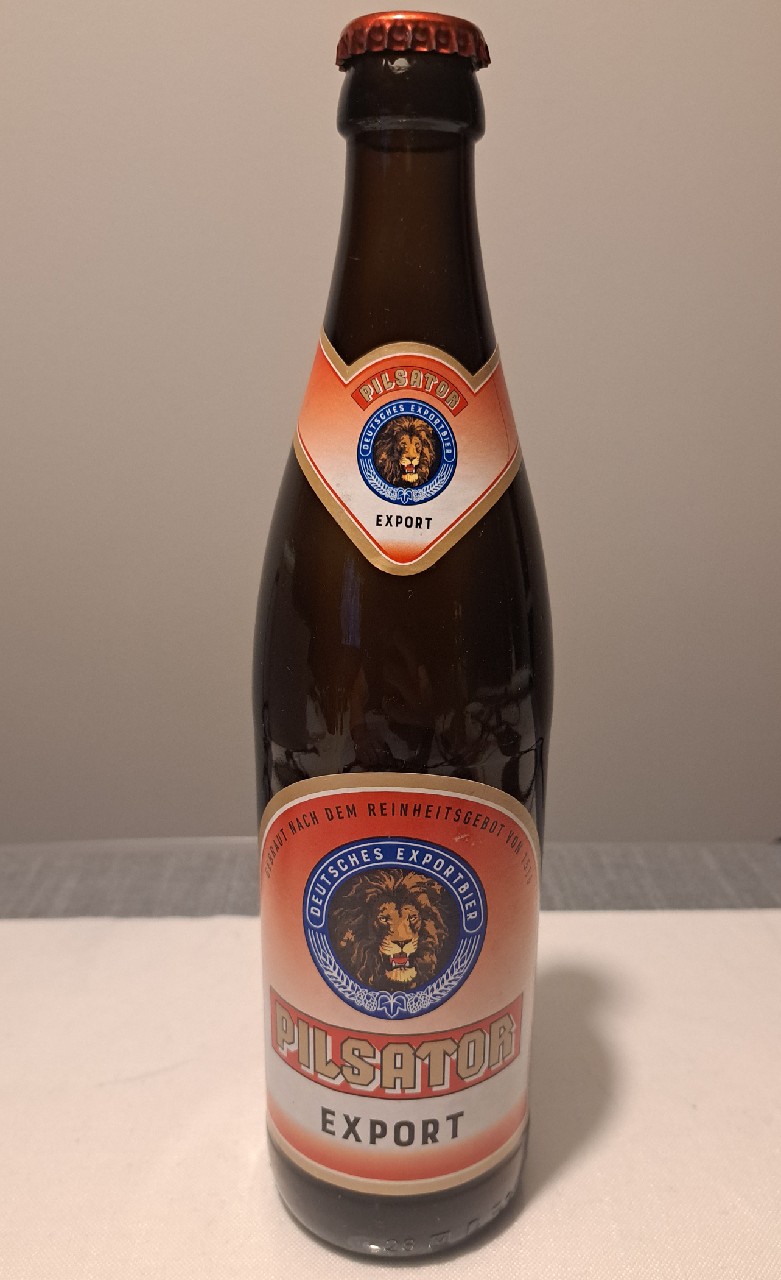 PILSATOR
DEUTSCHES EXPORTBIER
EXPORT
GEBRAUT NACH DEM REINHEITSGEBOT VON 1516
DEUTSCHES EXPORTBIER
PILSATOR
EXPORT